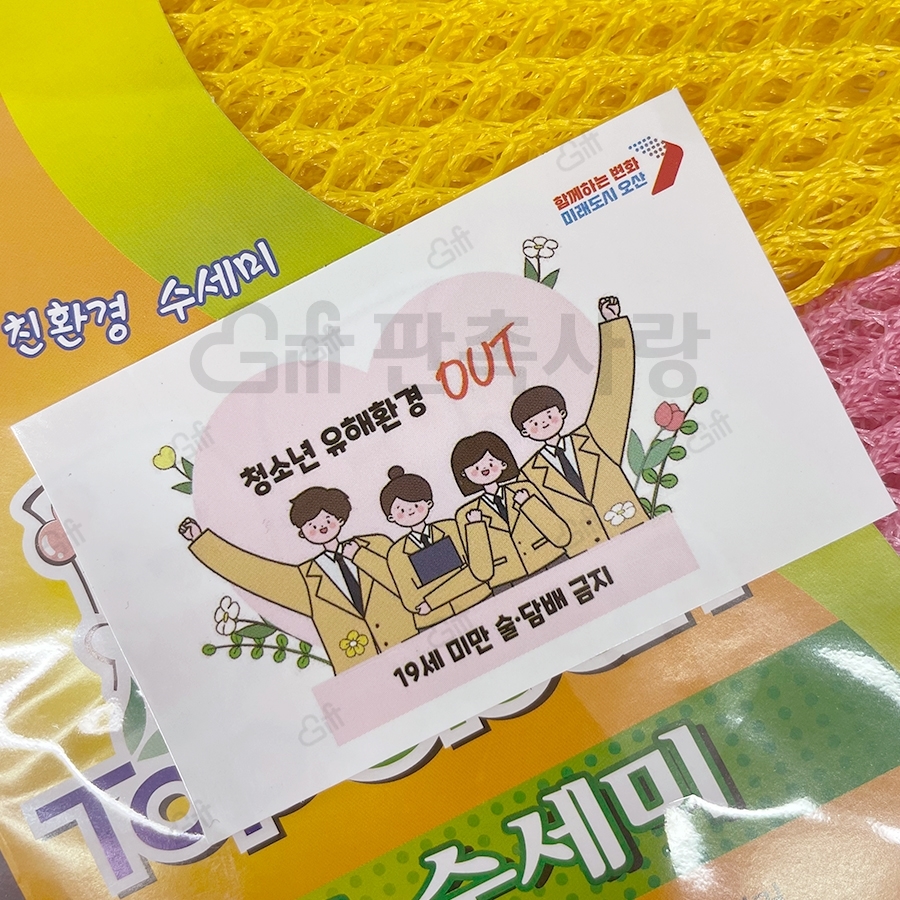 함께하는 변화
미래도시 오산
친환경 수세미
Gif 판촉사랑
청소년 유해환경 OUT
19세 미만 술·담배 금지
수세미